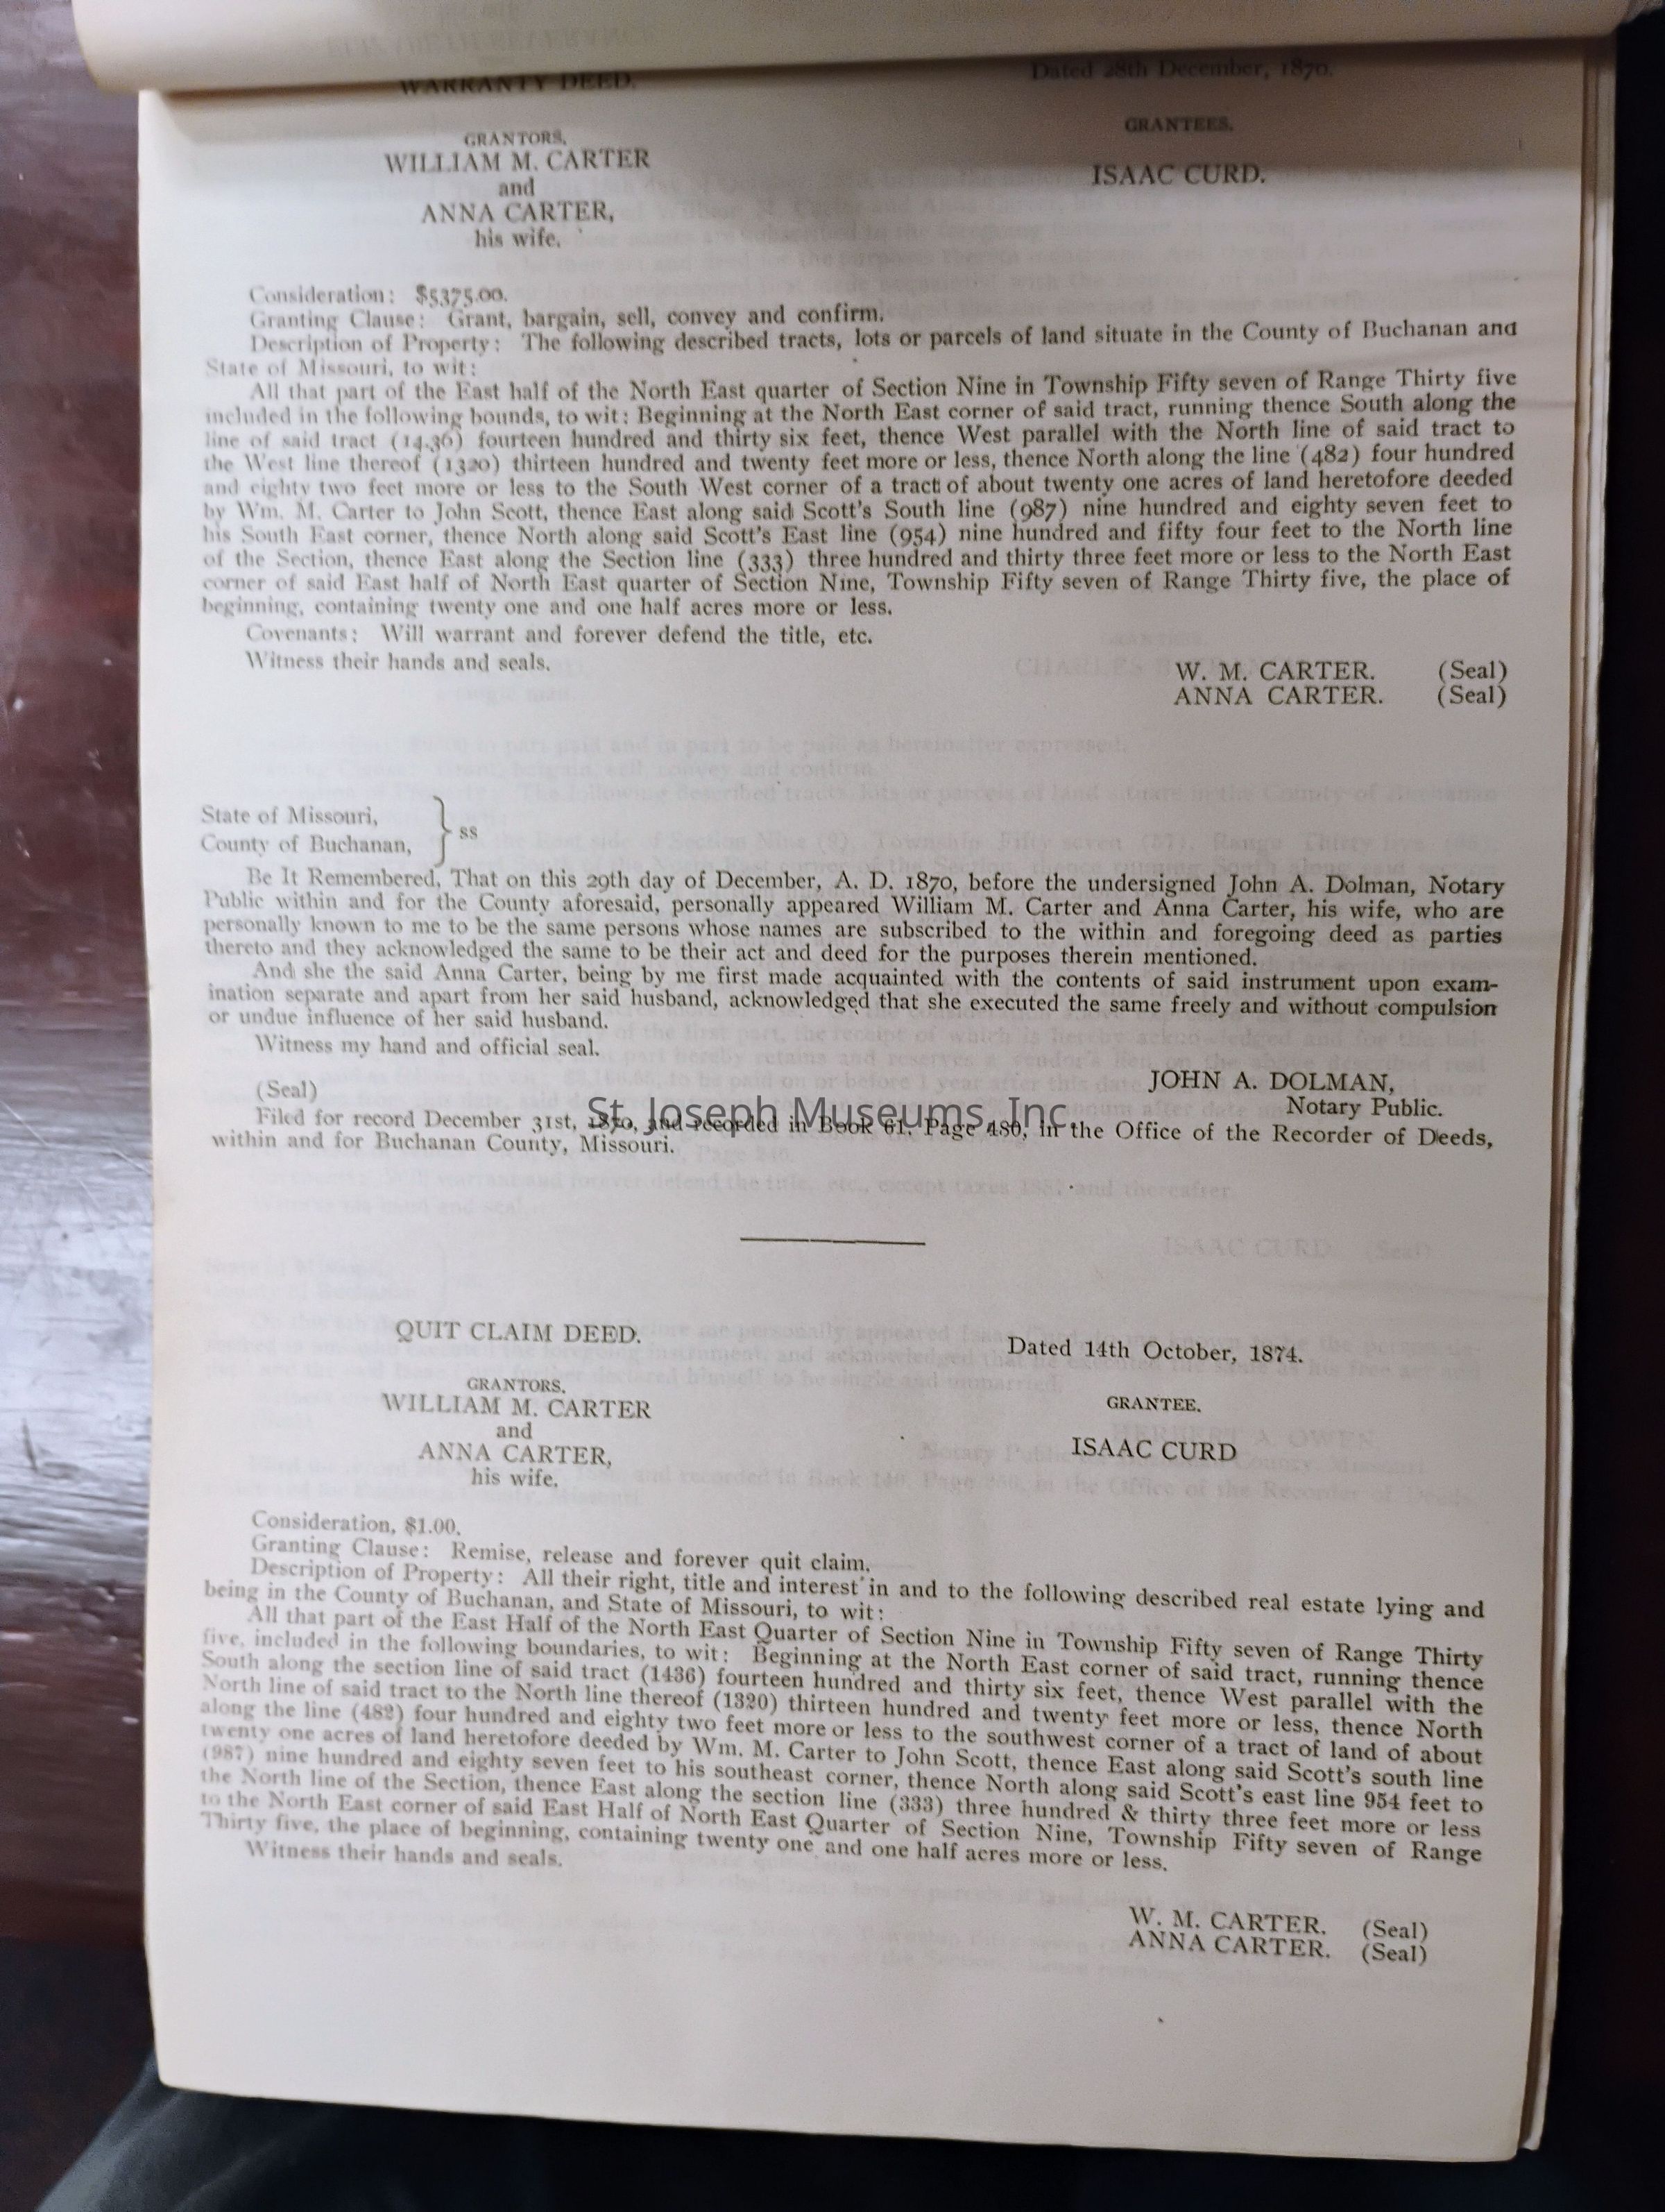 WARRANTY DEED.
Dated 28th December, 1870.
GRANTORS,
WILLIAM M. CARTER
and
ANNA CARTER,
his wife.
GRANTEES.
ISAAC CURD.
Consideration: $5375.00.
Granting Clause: Grant, bargain, sell, convey and confirm.
Description of Property: The following described tracts, lots or parcels of land situate in the County of Buchanan and
State of Missouri, to wit:
All that part of the East half of the North East quarter of Section Nine in Township Fifty seven of Range Thirty five
included in the following bounds, to wit: Beginning at the North East corner of said tract, running thence South along the
line of said tract (14.36) fourteen hundred and thirty six feet, thence West parallel with the North line of said tract to
the West line thereof (1320) thirteen hundred and twenty feet more or less, thence North along the line (482) four hundred
and eighty two feet more or less to the South West corner of a tract of about twenty one acres of land heretofore deeded
by Wm. M. Carter to John Scott, thence East along said Scott's South line (987) nine hundred and eighty seven feet to
his South East corner, thence North along said Scott's East line (954) nine hundred and fifty four feet to the North line
of the Section, thence East along the Section line (333) three hundred and thirty three feet more or less to the North East
corner of said East half of North East quarter of Section Nine, Township Fifty seven of Range Thirty five, the place of
beginning, containing twenty one and one half acres more or less.
Covenants: Will warrant and forever defend the title, etc.
Witness their hands and seals.
W. M. CARTER. (Seal)
ANNA CARTER. (Seal)
State of Missouri,
County of Buchanan, } ss
Be It Remembered, That on this 29th day of December, A. D. 1870, before the undersigned John A. Dolman, Notary
Public within and for the County aforesaid, personally appeared William M. Carter and Anna Carter, his wife, who are
personally known to me to be the same persons whose names are subscribed to the within and foregoing deed as parties
thereto and they acknowledged the same to be their act and deed for the purposes therein mentioned.
And she the said Anna Carter, being by me first made acquainted with the contents of said instrument upon exam-
ination separate and apart from her said husband, acknowledged that she executed the same freely and without compulsion
or undue influence of her said husband.
Witness my hand and official seal.
(Seal)
JOHN A. DOLMAN,
Notary Public.
St. Joseph Museums, Inc.
Filed for record December 31st, 1870, and recorded in Book 61, Page 480, in the Office of the Recorder of Deeds,
within and for Buchanan County, Missouri.
QUIT CLAIM DEED.
Dated 14th October, 1874.
GRANTORS,
WILLIAM M. CARTER
and
ANNA CARTER,
his wife.
GRANTEE.
ISAAC CURD
Consideration, $1.00.
Granting Clause: Remise, release and forever quit claim.
Description of Property: All their right, title and interest in and to the following described real estate lying and
being in the County of Buchanan, and State of Missouri, to wit:
All that part of the East Half of the North East Quarter of Section Nine in Township Fifty seven of Range Thirty
five, included in the following boundaries, to wit: Beginning at the North East corner of said tract, running thence
South along the section line of said tract (1436) fourteen hundred and thirty six feet, thence West parallel with the
North line of said tract to the North line thereof (1320) thirteen hundred and twenty feet more or less, thence North
along the line (482) four hundred and eighty two feet more or less to the southwest corner of a tract of land of about
twenty one acres of land heretofore deeded by Wm. M. Carter to John Scott, thence East along said Scott's south line
(987) nine hundred and eighty seven feet to his southeast corner, thence North along said Scott's east line 954 feet to
the North line of the Section, thence East along the section line (333) three hundred & thirty three feet more or less
to the North East corner of said East Half of North East Quarter of Section Nine, Township Fifty seven of Range
Thirty five, the place of beginning, containing twenty one and one half acres more or less.
Witness their hands and seals.
W. M. CARTER. (Seal)
ANNA CARTER. (Seal)